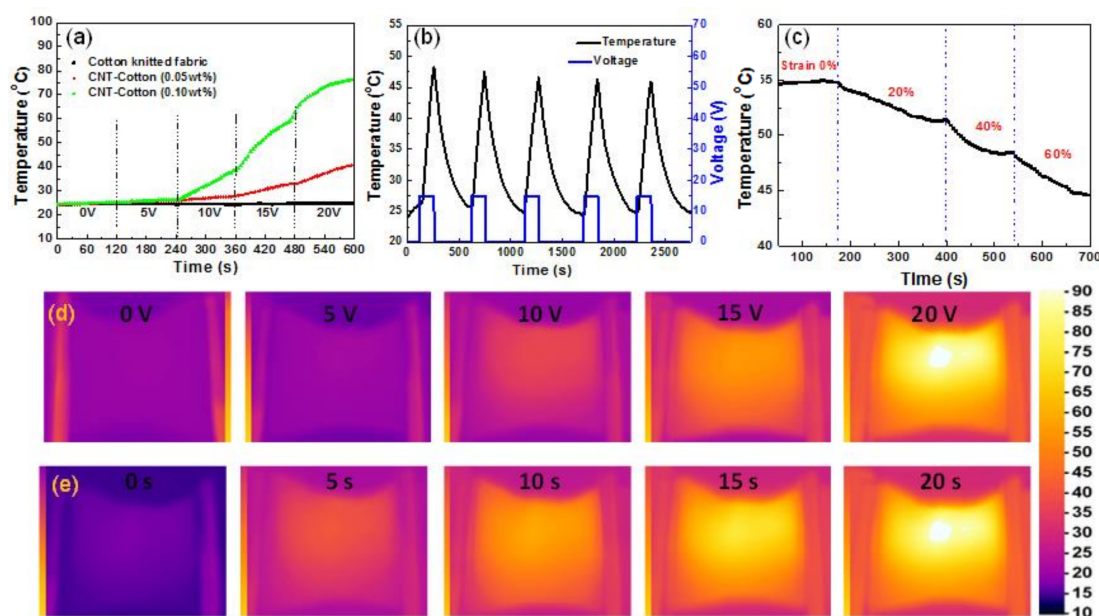 (a)
Cotton knitted fabric
CNT-Cotton (0.05wt%)
CNT-Cotton (0.10wt%)
0V 5V 10V 15V 20V
100
90
80
70
60
50
40
30
20
10
0 60 120 180 240 300 360 420 480 540 600
Temperature (°C)
Time (s)
(b)
Temperature
Voltage
55
50
45
40
35
30
25
20
0 500 1000 1500 2000 2500
70
60
50
40
30
20
10
0
Temperature (°C)
Voltage (V)
Time (s)
(c)
Strain 0%
20%
40%
60%
60
55
50
45
40
100 200 300 400 500 600 700
Temperature (°C)
TIme (s)
(d)
0 V 5 V 10 V 15 V 20 V
(e)
0 s 5 s 10 s 15 s 20 s
90
85
80
75
70
65
60
55
50
45
40
35
30
25
20
15
10